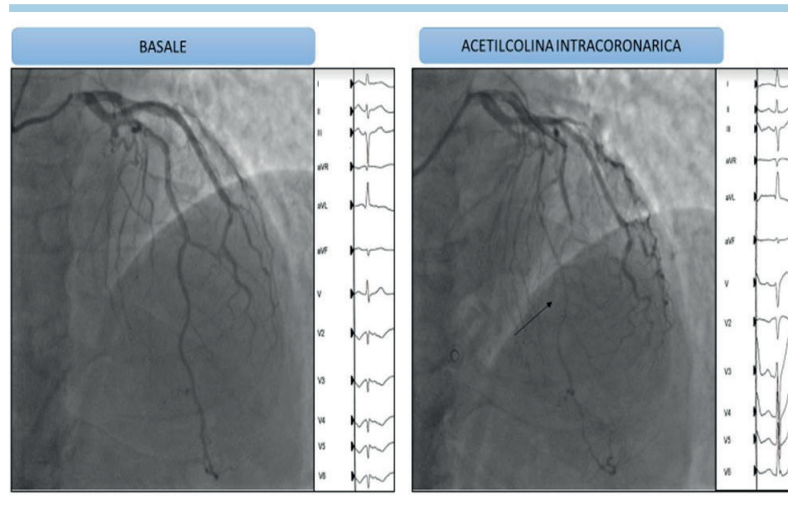 BASALE
ACETILCOLINA INTRACORONARICA
I
II
III
aVR
aVL
aVF
V
V2
V3
V4
V5
V6
I
II
III
aVR
aVL
aVF
V
V2
V3
V4
V5
V6